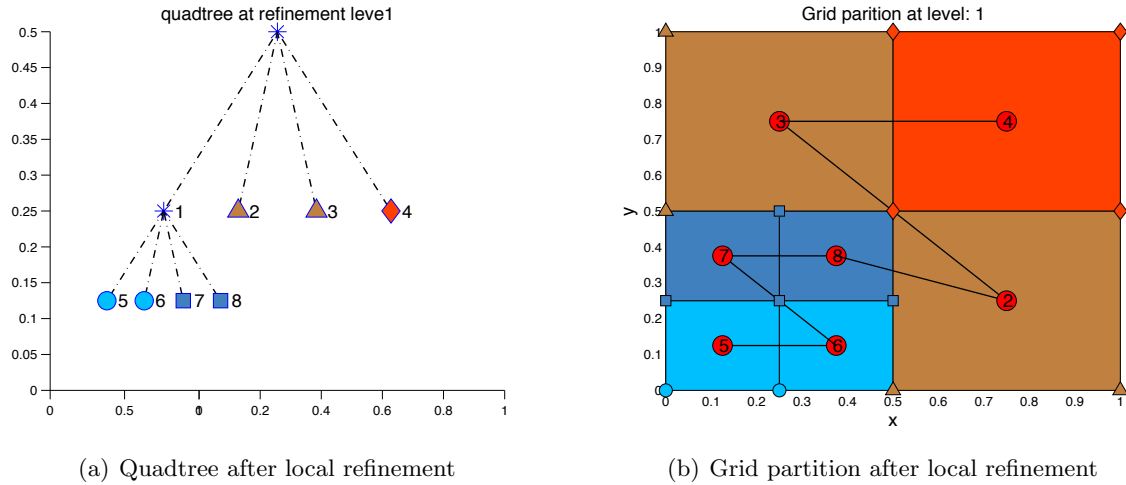 quadtree at refinement leve1
0.5
0.45
0.4
0.35
0.3
0.25
0.2
0.15
0.1
0.05
0
1 2 3 4
5 6 7 8
0 0.5 0 0.2 0.4 0.6 1
(a) Quadtree after local refinement
Grid parition at level: 1
1
0.9
0.8
0.7
0.6
0.5
0.4
0.3
0.2
0.1
0
y
3 4
7 8
2
5 6
0 0.1 0.2 0.3 0.4 0.5 0.6 0.7 0.8 0.9 1
x
(b) Grid partition after local refinement